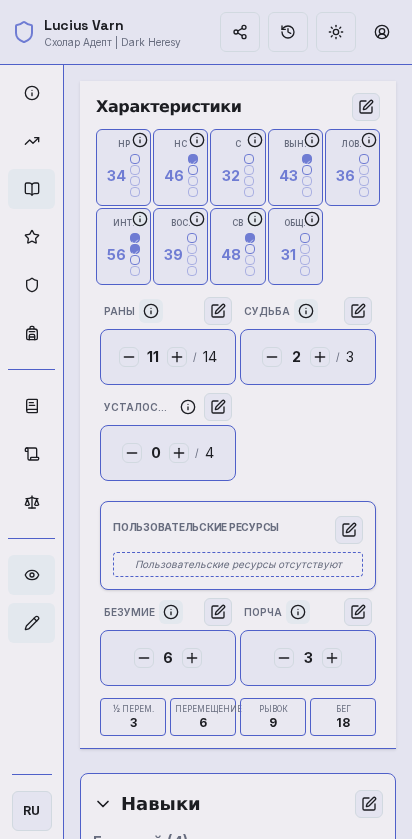 Lucius Varn
Схолар Адепт | Dark Heresy
Характеристики
НР НС С ВЫН. ЛОВ.
34 46 32 43 36
ИНТ ВОС СВ ОБЩ.
56 39 48 31
РАНЫ СУДЬБА
11 / 14 2 / 3
УСТАЛОС...
0 / 4
ПОЛЬЗОВАТЕЛЬСКИЕ РЕСУРСЫ
Пользовательские ресурсы отсутствуют
БЕЗУМИЕ ПОРЧА
6 3
½ ПЕРЕМ. ПЕРЕМЕЩЕНИЕ РЫВОК БЕГ
3 6 9 18
RU
Навыки